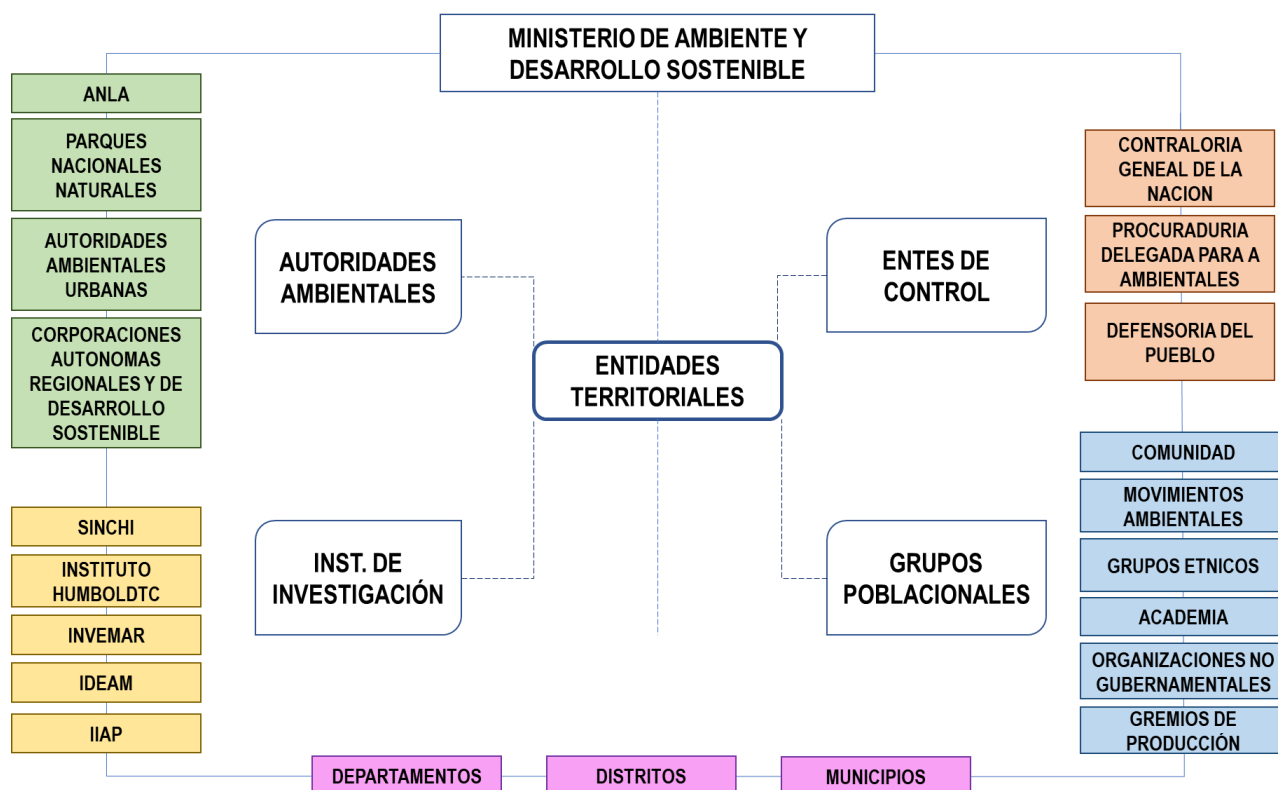 MINISTERIO DE AMBIENTE Y
DESARROLLO SOSTENIBLE
ANLA
PARQUES
NACIONALES
NATURALES
AUTORIDADES
AMBIENTALES
URBANAS
CORPORACIONES
AUTONOMAS
REGIONALES Y DE
DESARROLLO
SOSTENIBLE
SINCHI
INSTITUTO
HUMBOLDTC
INVEMAR
IDEAM
IIAP
AUTORIDADES
AMBIENTALES
INST. DE
INVESTIGACIÓN
ENTIDADES
TERRITORIALES
ENTES DE
CONTROL
GRUPOS
POBLACIONALES
CONTRALORIA
GENEAL DE LA
NACION
PROCURADURIA
DELEGADA PARA A
AMBIENTALES
DEFENSORIA DEL
PUEBLO
COMUNIDAD
MOVIMIENTOS
AMBIENTALES
GRUPOS ETNICOS
ACADEMIA
ORGANIZACIONES NO
GUBERNAMENTALES
GREMIOS DE
PRODUCCIÓN
DEPARTAMENTOS
DISTRITOS
MUNICIPIOS